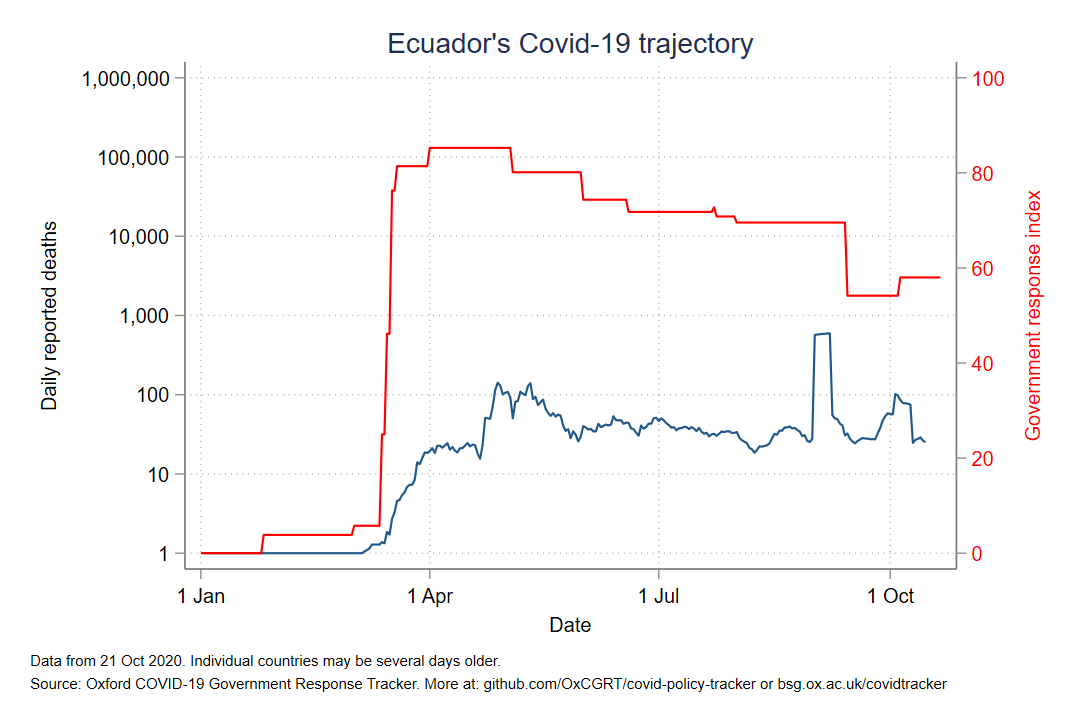 Ecuador's Covid-19 trajectory
1,000,000
100,000
10,000
1,000
100
10
1
Daily reported deaths
100
80
60
40
20
0
Government response index
1 Jan
1 Apr
1 Jul
1 Oct
Date
Data from 21 Oct 2020. Individual countries may be several days older.
Source: Oxford COVID-19 Government Response Tracker. More at: github.com/OxCGRT/covid-policy-tracker or bsg.ox.ac.uk/covidtracker